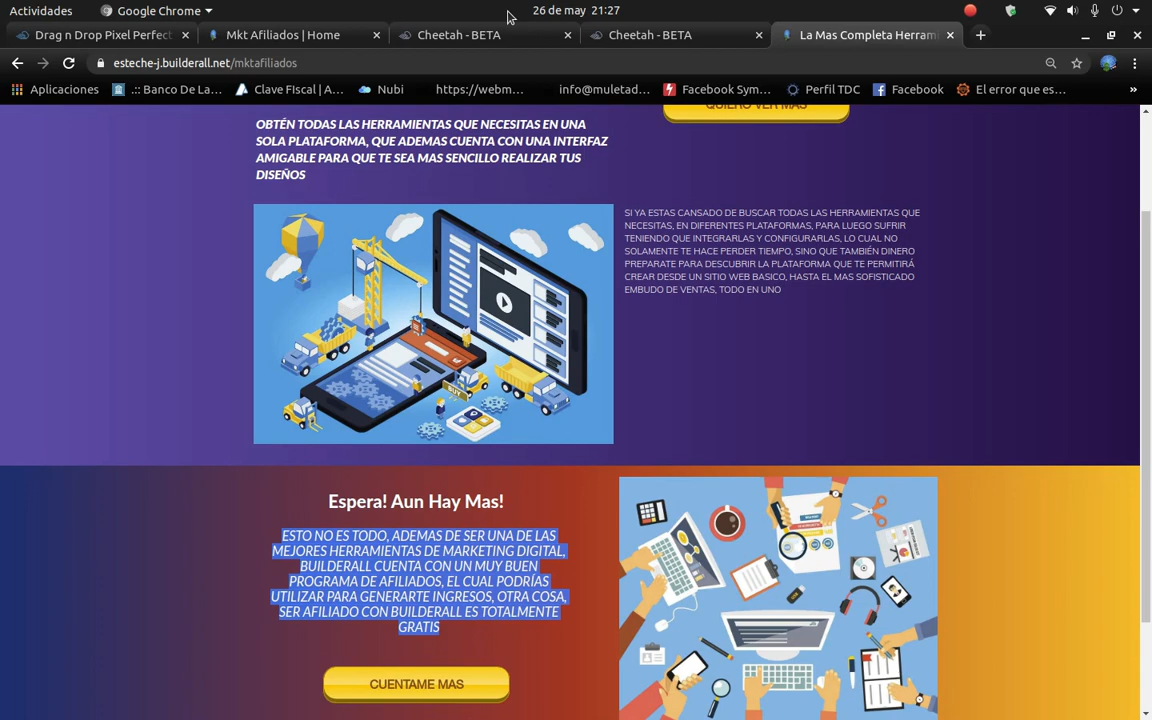 Actividades
Google Chrome
26 de may 21:27
Drag n Drop Pixel Perfect
Mkt Afiliados | Home
Cheetah - BETA
Cheetah - BETA
La Mas Completa Herram
esteche-j.builderall.net/mktafiliados
Aplicaciones
.:: Banco De La...
Clave FIscal | A...
Nubi
https://webm...
info@muletad...
Facebook Sym...
Perfil TDC
Facebook
El error que es...
»
QUIERO VER MAS
OBTÉN TODAS LAS HERRAMIENTAS QUE NECESITAS EN UNA
SOLA PLATAFORMA, QUE ADEMAS CUENTA CON UNA INTERFAZ
AMIGABLE PARA QUE TE SEA MAS SENCILLO REALIZAR TUS
DISEÑOS
SI YA ESTAS CANSADO DE BUSCAR TODAS LAS HERRAMIENTAS QUE
NECESITAS, EN DIFERENTES PLATAFORMAS, PARA LUEGO SUFRIR
TENIENDO QUE INTEGRARLAS Y CONFIGURARLAS, LO CUAL NO
SOLAMENTE TE HACE PERDER TIEMPO, SINO QUE TAMBIÉN DINERO
PREPARATE PARA DESCUBRIR LA PLATAFORMA QUE TE PERMITIRÁ
CREAR DESDE UN SITIO WEB BASICO, HASTA EL MAS SOFISTICADO
EMBUDO DE VENTAS, TODO EN UNO
Espera! Aun Hay Mas!
ESTO NO ES TODO, ADEMAS DE SER UNA DE LAS
MEJORES HERRAMIENTAS DE MARKETING DIGITAL,
BUILDERALL CUENTA CON UN MUY BUEN
PROGRAMA DE AFILIADOS, EL CUAL PODRÍAS
UTILIZAR PARA GENERARTE INGRESOS, OTRA COSA,
SER AFILIADO CON BUILDERALL ES TOTALMENTE
GRATIS
CUENTAME MAS